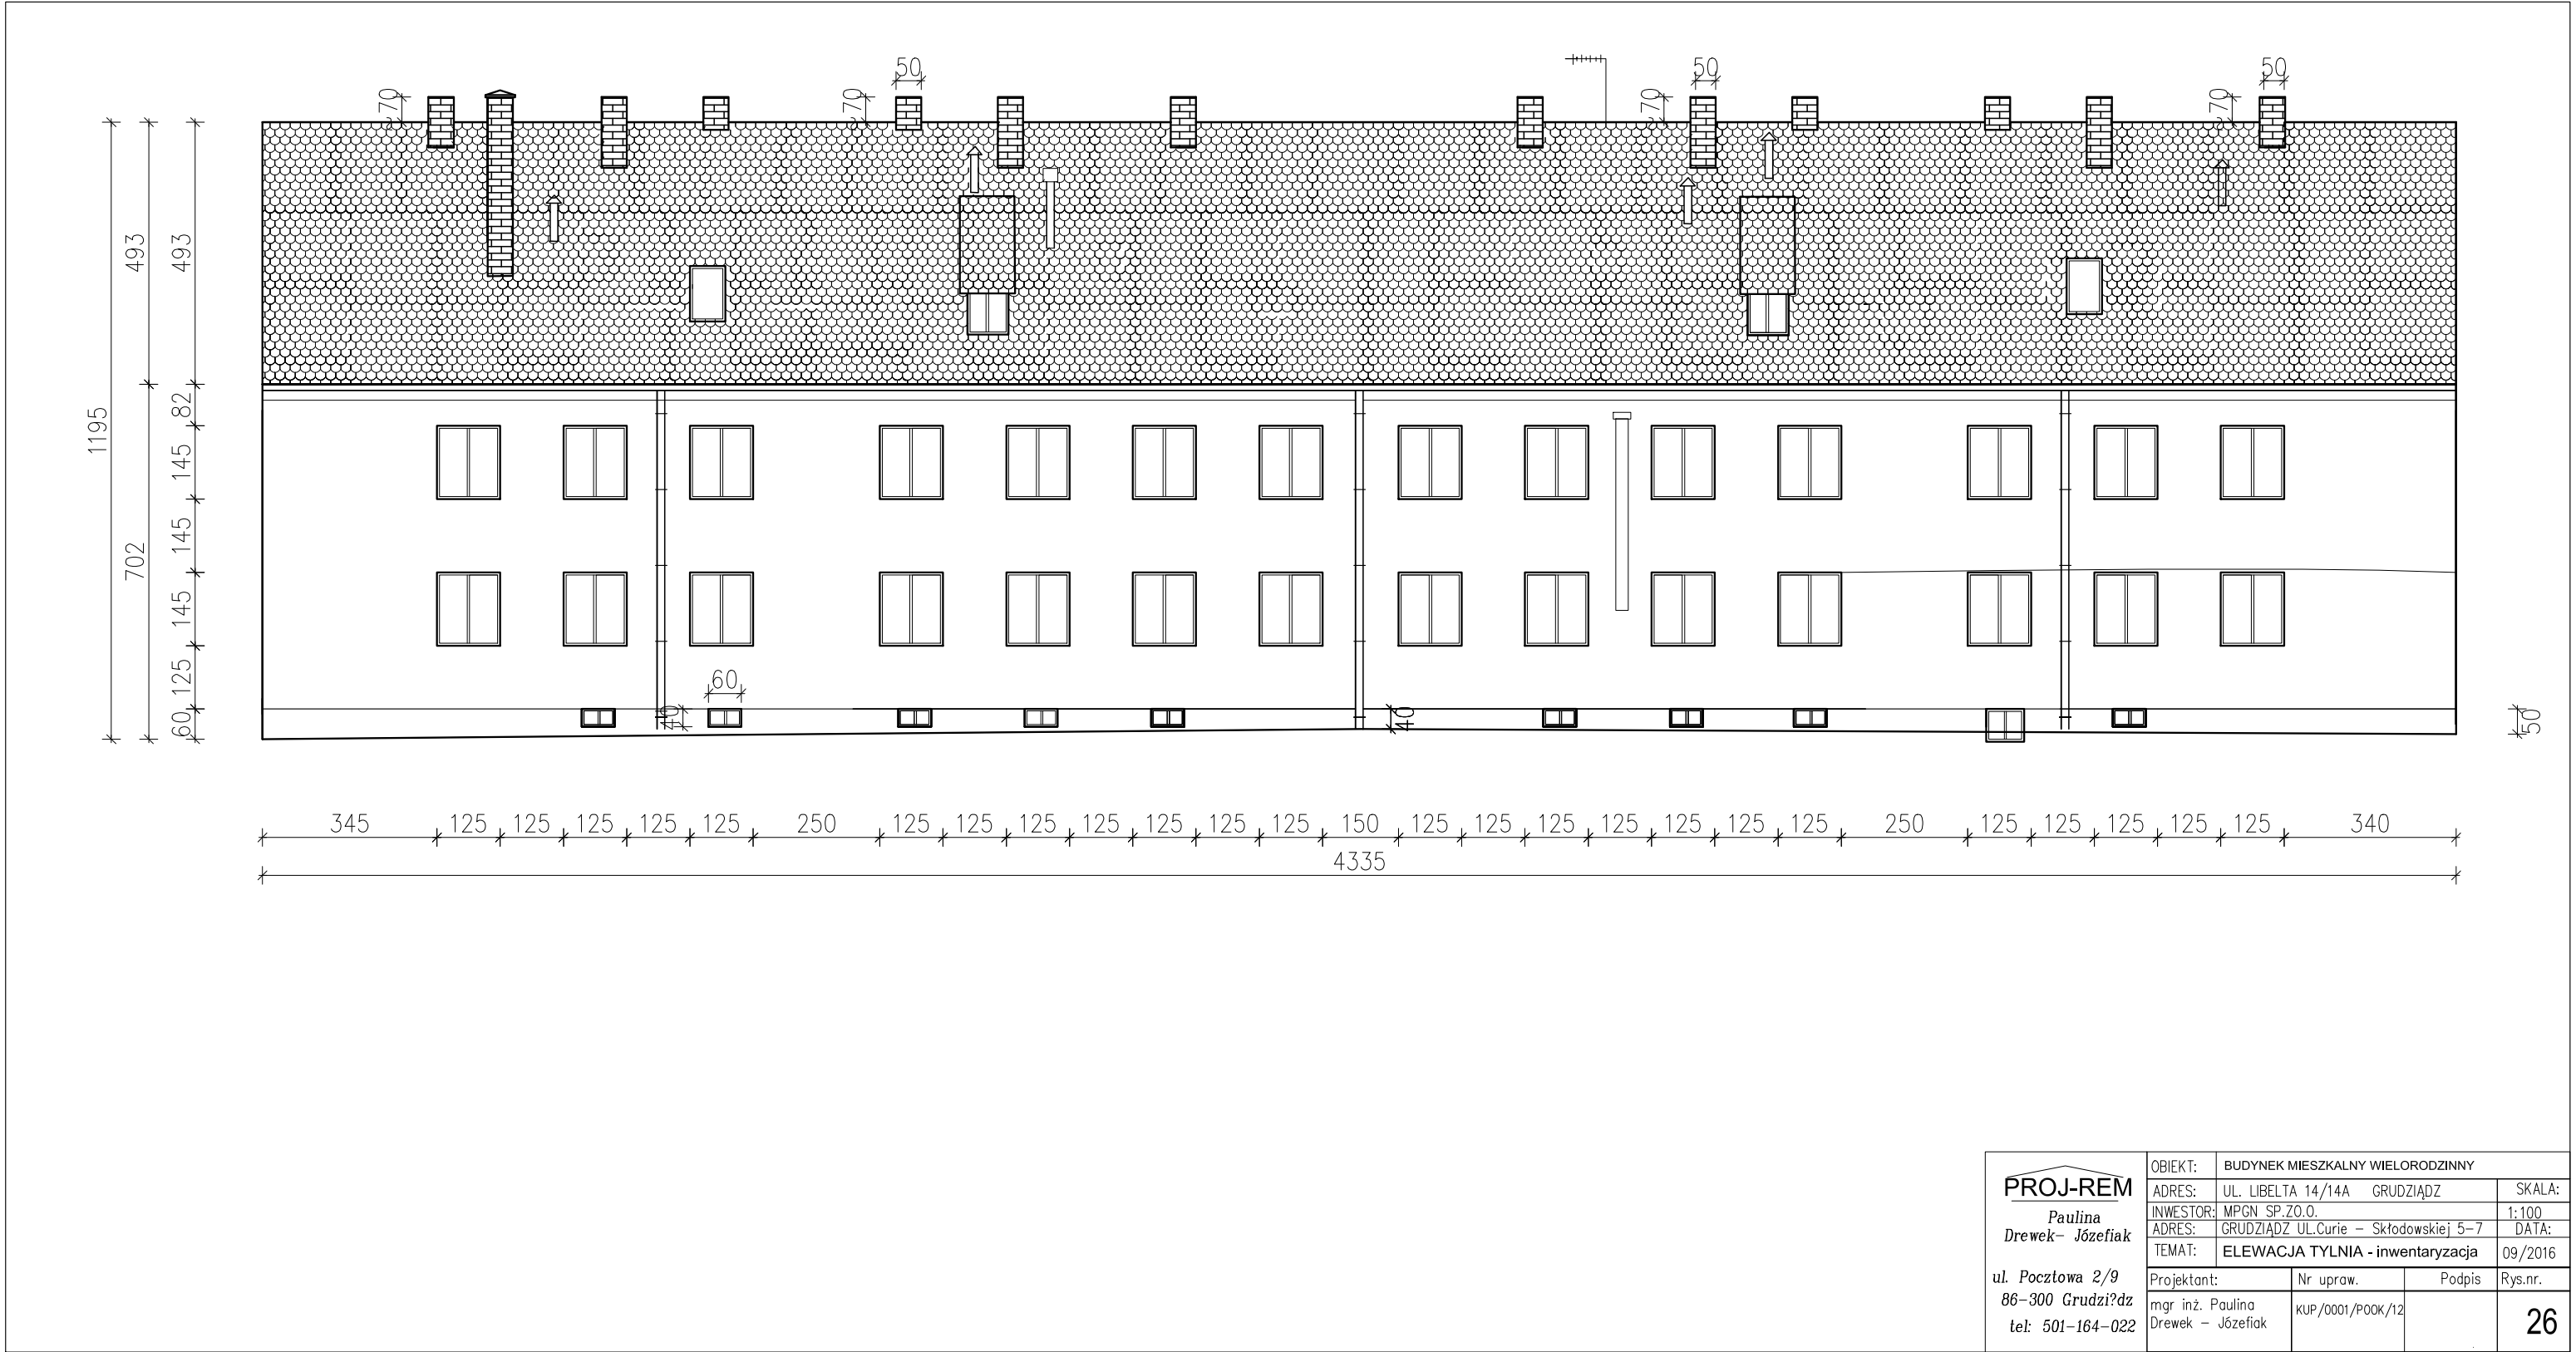 50
50
50
~70
~70
~70
~70
1195
493
702
493
82
145
145
145
125
60
60
40
40
50
345 125 125 125 125 125 250 125 125 125 125 125 125 125 150 125 125 125 125 125 125 125 250 125 125 125 125 125 340
4335
PROJ-REM
Paulina
Drewek– Józefiak
ul. Pocztowa 2/9
86–300 Grudzi?dz
tel: 501–164–022
OBIEKT: BUDYNEK MIESZKALNY WIELORODZINNY
ADRES: UL. LIBELTA 14/14A GRUDZIĄDZ SKALA:
INWESTOR: MPGN SP.ZO.O. 1:100
ADRES: GRUDZIĄDZ UL.Curie – Skłodowskiej 5–7 DATA:
TEMAT: ELEWACJA TYLNIA - inwentaryzacja 09/2016
Projektant: Nr upraw. Podpis Rys.nr.
mgr inż. Paulina
Drewek – Józefiak
KUP/0001/POOK/12
26